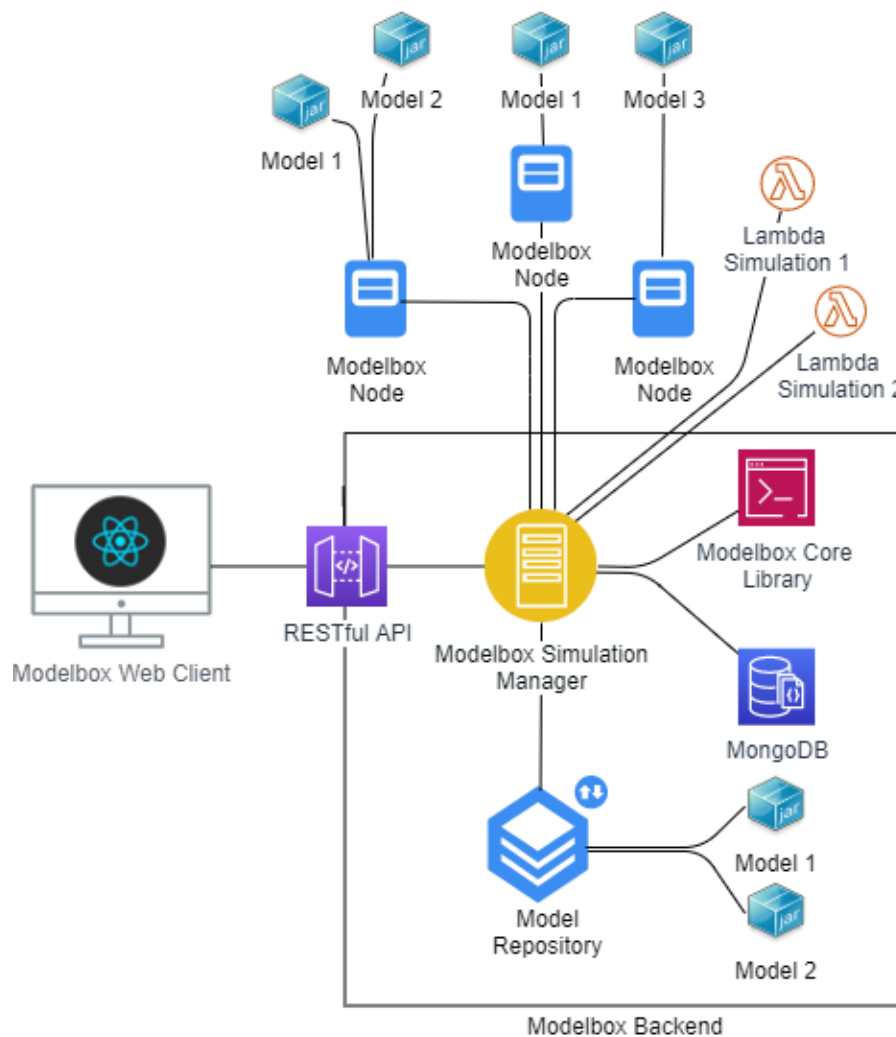 jar
Model 2
jar
Model 1
jar
Model 3
jar
Model 1
Modelbox
Node
Lambda
Simulation 1
Modelbox
Node
Modelbox
Node
Lambda
Simulation 2
Modelbox Web Client
</>
RESTful API
Modelbox Simulation
Manager
>_
Modelbox Core
Library
MongoDB
Model
Repository
jar
Model 1
jar
Model 2
Modelbox Backend